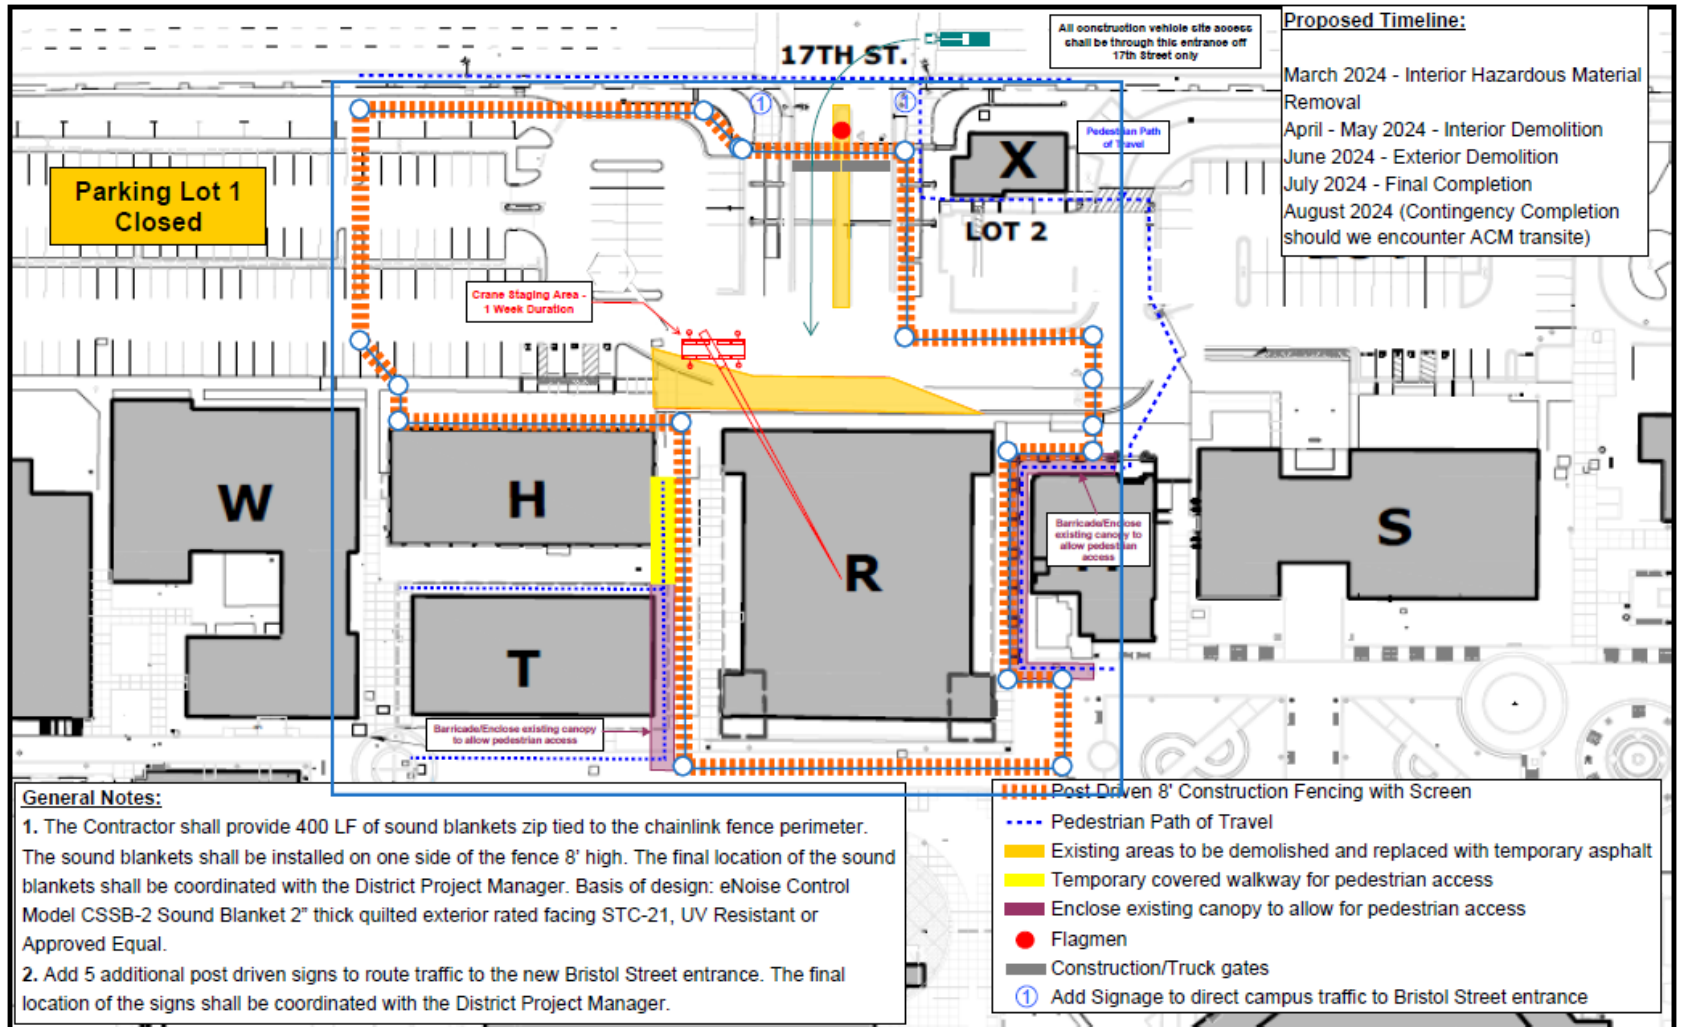 17TH ST.
All construction vehicle site access
shall be through this entrance off
17th Street only
Proposed Timeline:
March 2024 - Interior Hazardous Material
Removal
April - May 2024 - Interior Demolition
June 2024 - Exterior Demolition
July 2024 - Final Completion
August 2024 (Contingency Completion
should we encounter ACM transite)
1
1
Pedestrian Path
of Travel
X
LOT 2
Parking Lot 1
Closed
Crane Staging Area -
1 Week Duration
W
H
R
S
T
Barricade/Enclose
existing canopy to
allow pedestrian
access
Barricade/Enclose existing canopy
to allow pedestrian access
General Notes:
1. The Contractor shall provide 400 LF of sound blankets zip tied to the chainlink fence perimeter.
The sound blankets shall be installed on one side of the fence 8' high. The final location of the sound
blankets shall be coordinated with the District Project Manager. Basis of design: eNoise Control
Model CSSB-2 Sound Blanket 2" thick quilted exterior rated facing STC-21, UV Resistant or
Approved Equal.
2. Add 5 additional post driven signs to route traffic to the new Bristol Street entrance. The final
location of the signs shall be coordinated with the District Project Manager.
Post Driven 8' Construction Fencing with Screen
Pedestrian Path of Travel
Existing areas to be demolished and replaced with temporary asphalt
Temporary covered walkway for pedestrian access
Enclose existing canopy to allow for pedestrian access
Flagmen
Construction/Truck gates
1 Add Signage to direct campus traffic to Bristol Street entrance